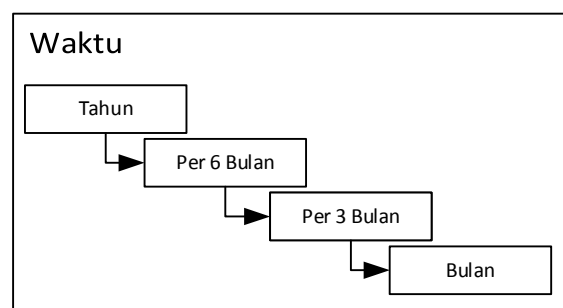 Waktu
Tahun
Per 6 Bulan
Per 3 Bulan
Bulan